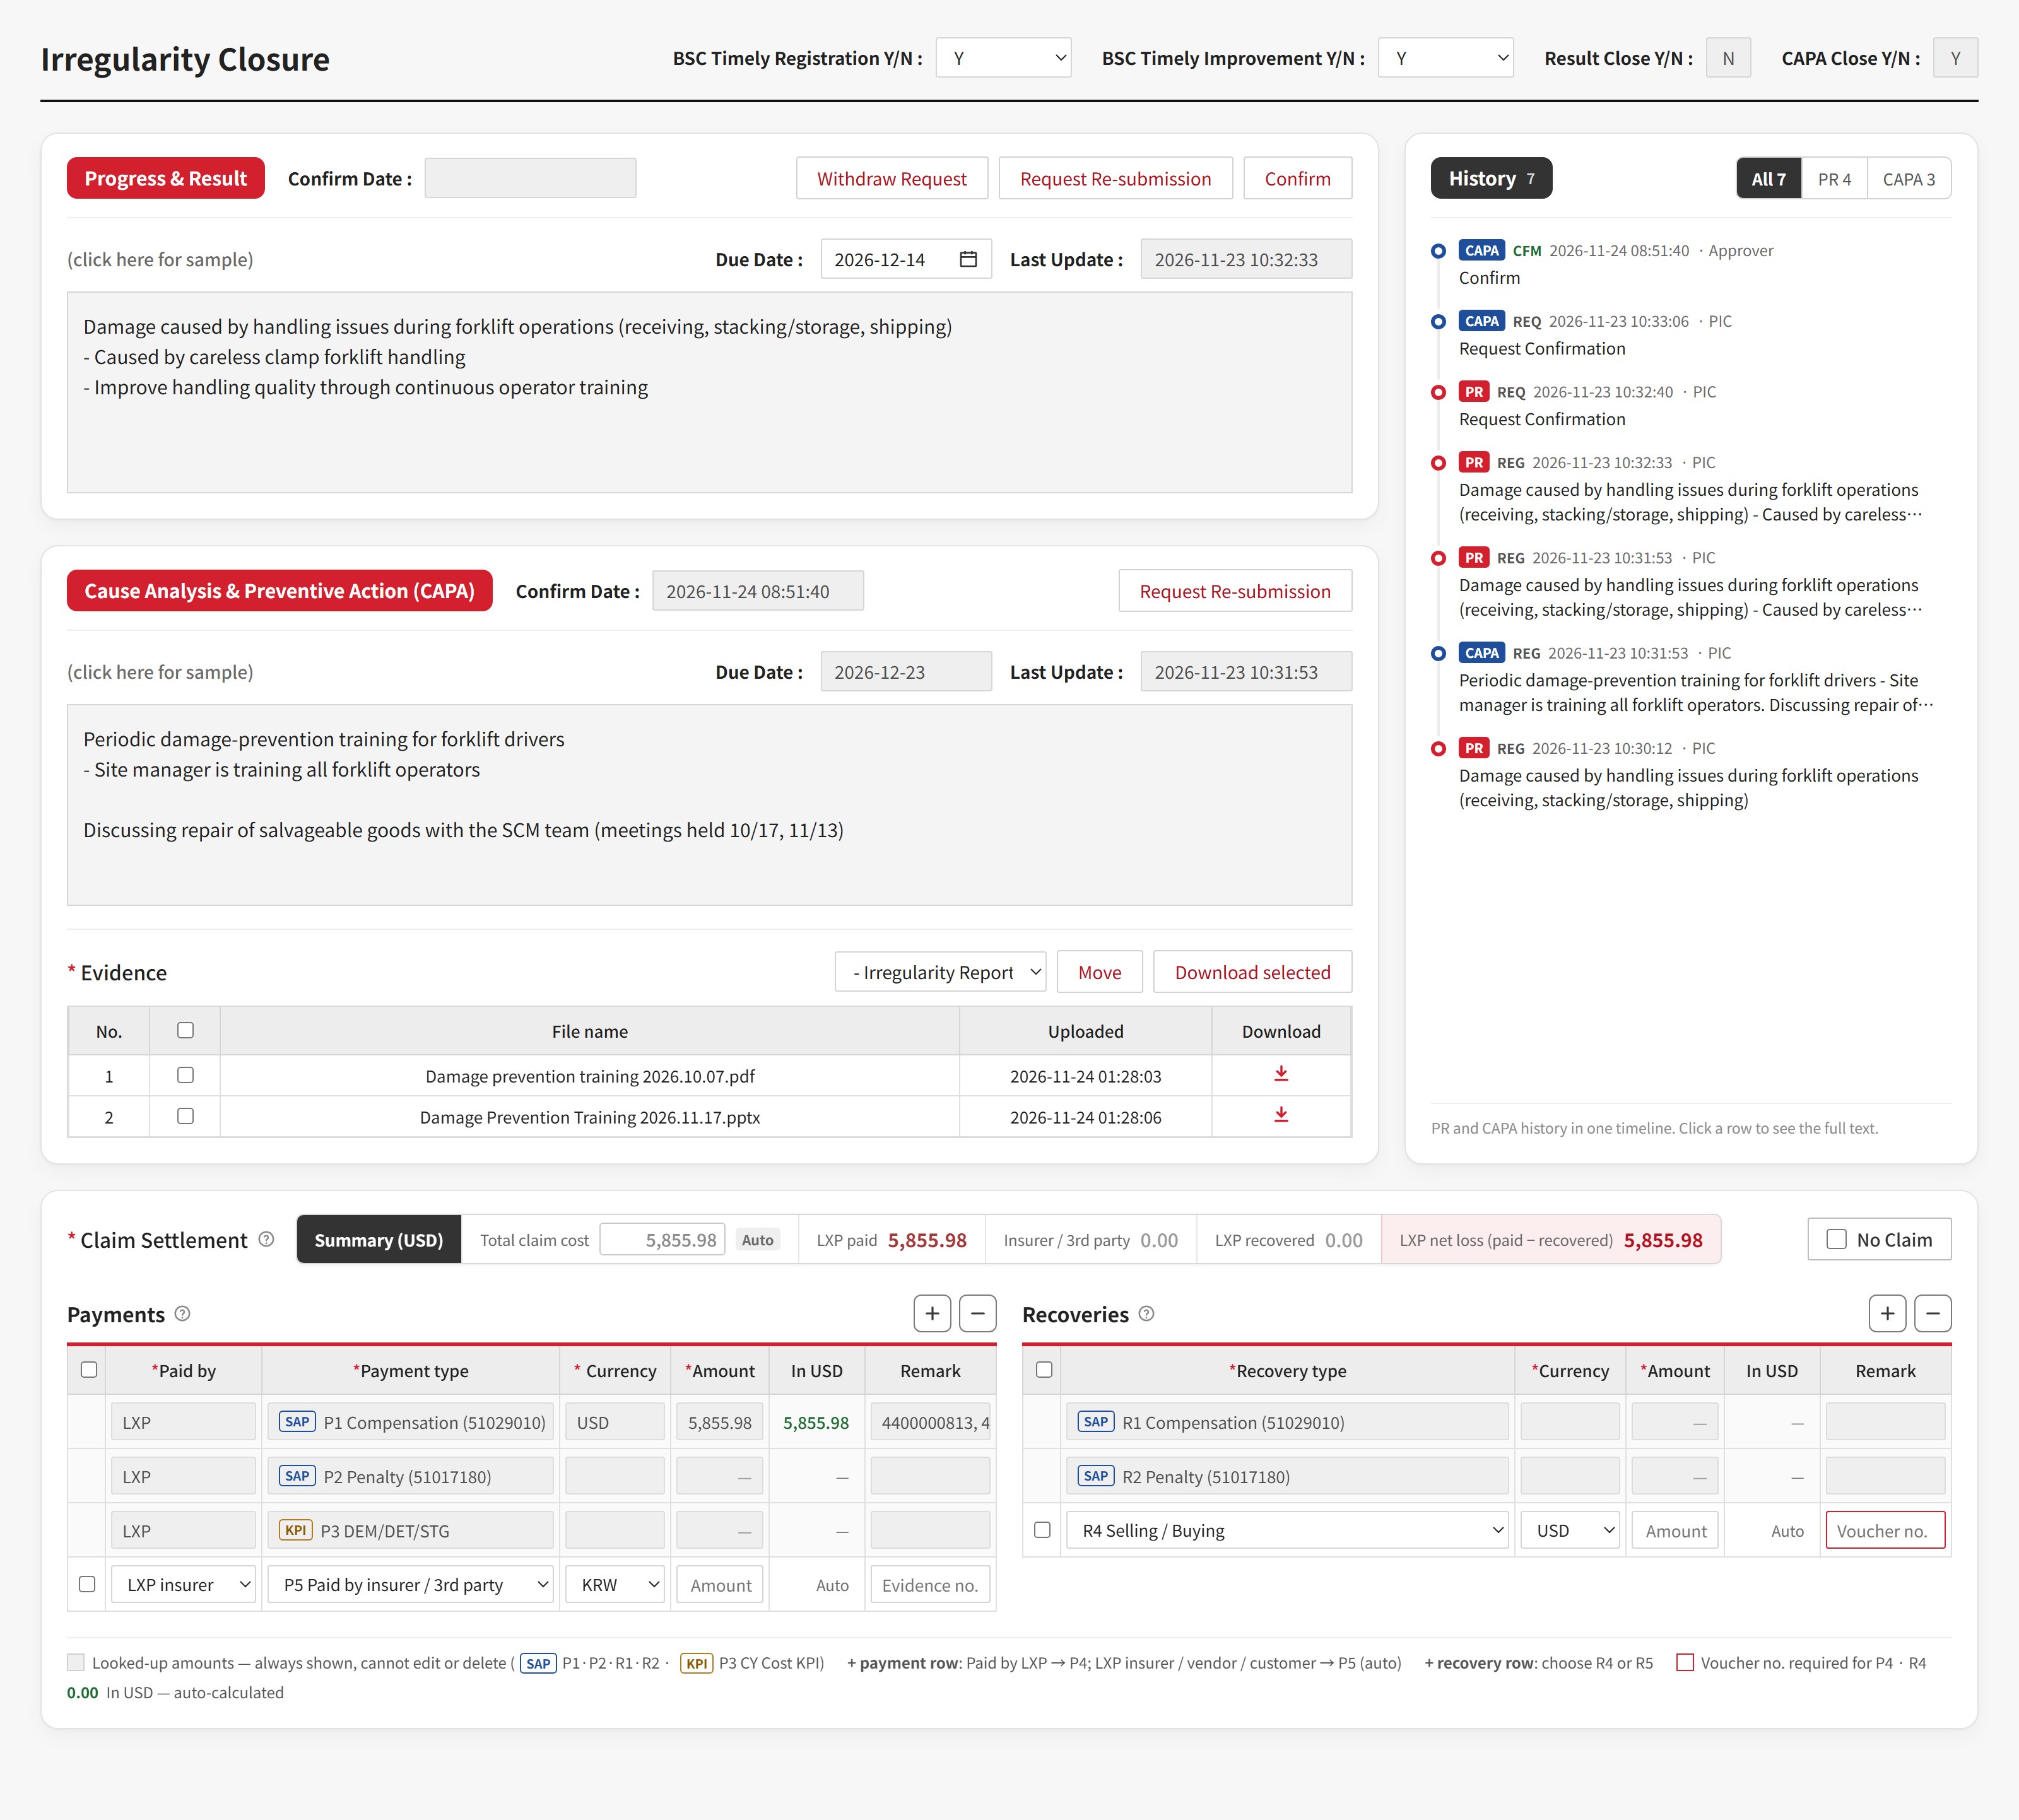 Irregularity Closure
BSC Timely Registration Y/N : Y BSC Timely Improvement Y/N : Y Result Close Y/N : N CAPA Close Y/N : Y
Progress & Result Confirm Date : Withdraw Request Request Re-submission Confirm
(click here for sample) Due Date : 2026-12-14 Last Update : 2026-11-23 10:32:33
Damage caused by handling issues during forklift operations (receiving, stacking/storage, shipping)
- Caused by careless clamp forklift handling
- Improve handling quality through continuous operator training
Cause Analysis & Preventive Action (CAPA) Confirm Date : 2026-11-24 08:51:40 Request Re-submission
(click here for sample) Due Date : 2026-12-23 Last Update : 2026-11-23 10:31:53
Periodic damage-prevention training for forklift drivers
- Site manager is training all forklift operators
Discussing repair of salvageable goods with the SCM team (meetings held 10/17, 11/13)
* Evidence - Irregularity Report Move Download selected
No. File name Uploaded Download
1 Damage prevention training 2026.10.07.pdf 2026-11-24 01:28:03
2 Damage Prevention Training 2026.11.17.pptx 2026-11-24 01:28:06
History 7 All 7 PR 4 CAPA 3
CAPA CFM 2026-11-24 08:51:40 · Approver
Confirm
CAPA REQ 2026-11-23 10:33:06 · PIC
Request Confirmation
PR REQ 2026-11-23 10:32:40 · PIC
Request Confirmation
PR REG 2026-11-23 10:32:33 · PIC
Damage caused by handling issues during forklift operations
(receiving, stacking/storage, shipping) - Caused by careless…
PR REG 2026-11-23 10:31:53 · PIC
Damage caused by handling issues during forklift operations
(receiving, stacking/storage, shipping) - Caused by careless…
CAPA REG 2026-11-23 10:31:53 · PIC
Periodic damage-prevention training for forklift drivers - Site
manager is training all forklift operators. Discussing repair of…
PR REG 2026-11-23 10:30:12 · PIC
Damage caused by handling issues during forklift operations
(receiving, stacking/storage, shipping)
PR and CAPA history in one timeline. Click a row to see the full text.
* Claim Settlement ? Summary (USD) Total claim cost 5,855.98 Auto LXP paid 5,855.98 Insurer / 3rd party 0.00 LXP recovered 0.00 LXP net loss (paid − recovered) 5,855.98 No Claim
Payments ? + −
*Paid by *Payment type * Currency *Amount In USD Remark
LXP SAP P1 Compensation (51029010) USD 5,855.98 5,855.98 4400000813, 4
LXP SAP P2 Penalty (51017180) — —
LXP KPI P3 DEM/DET/STG — —
LXP insurer P5 Paid by insurer / 3rd party KRW Amount Auto Evidence no.
Recoveries ? + −
*Recovery type *Currency *Amount In USD Remark
SAP R1 Compensation (51029010) — —
SAP R2 Penalty (51017180) — —
R4 Selling / Buying USD Amount Auto Voucher no.
Looked-up amounts — always shown, cannot edit or delete ( SAP P1·P2·R1·R2 · KPI P3 CY Cost KPI) + payment row: Paid by LXP → P4; LXP insurer / vendor / customer → P5 (auto) + recovery row: choose R4 or R5 Voucher no. required for P4 · R4
0.00 In USD — auto-calculated